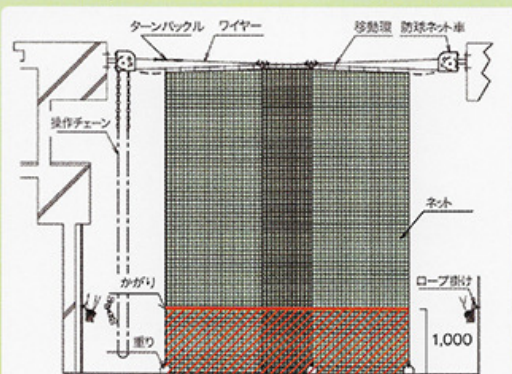 ターンバックル
ワイヤー
移動環
防球ネット車
操作チェーン
ネット
かがり
ロープ掛け
重り
1,000